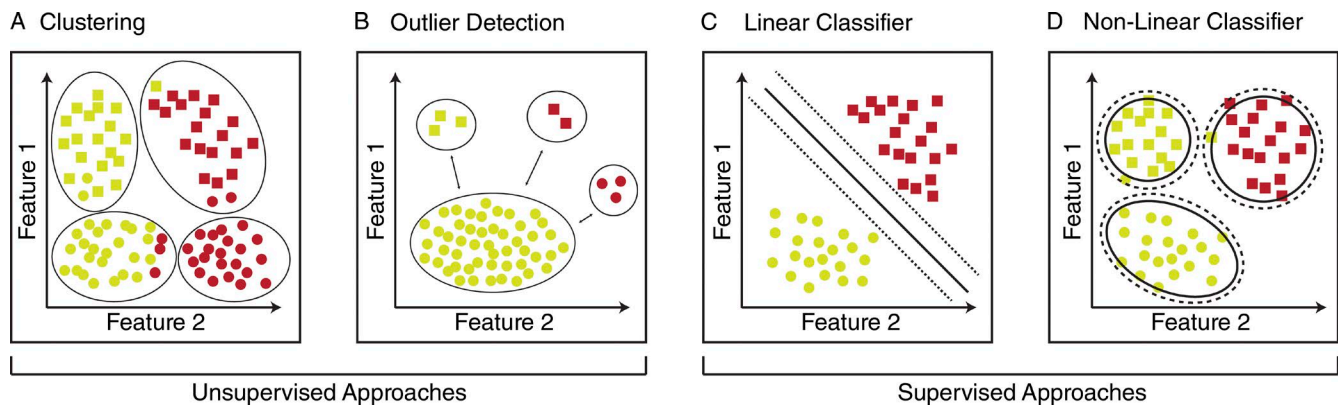 A Clustering
B Outlier Detection
C Linear Classifier
D Non-Linear Classifier
Feature 1
Feature 2
Feature 1
Feature 2
Feature 1
Feature 2
Feature 1
Feature 2
Unsupervised Approaches
Supervised Approaches